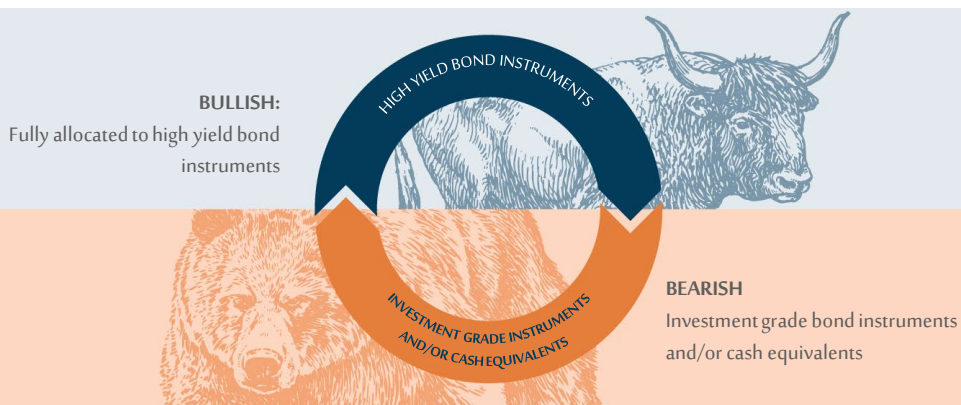 HIGH YIELD BOND INSTRUMENTS
BULLISH:
Fully allocated to high yield bond
instruments
INVESTMENT GRADE INSTRUMENTS
AND/OR CASH EQUIVALENTS
BEARISH
Investment grade bond instruments
and/or cash equivalents